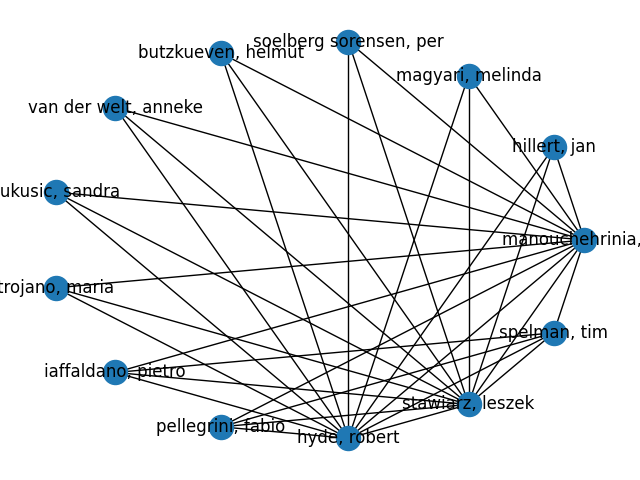 soelberg sorensen, per
butzkueven, helmut
magyari, melinda
van der welt, anneke
hillert, jan
ukusic, sandra
manouchehrinia,
trojano, maria
spelman, tim
iaffaldano, pietro
stawiarz, leszek
pellegrini, fabio
hyde, robert